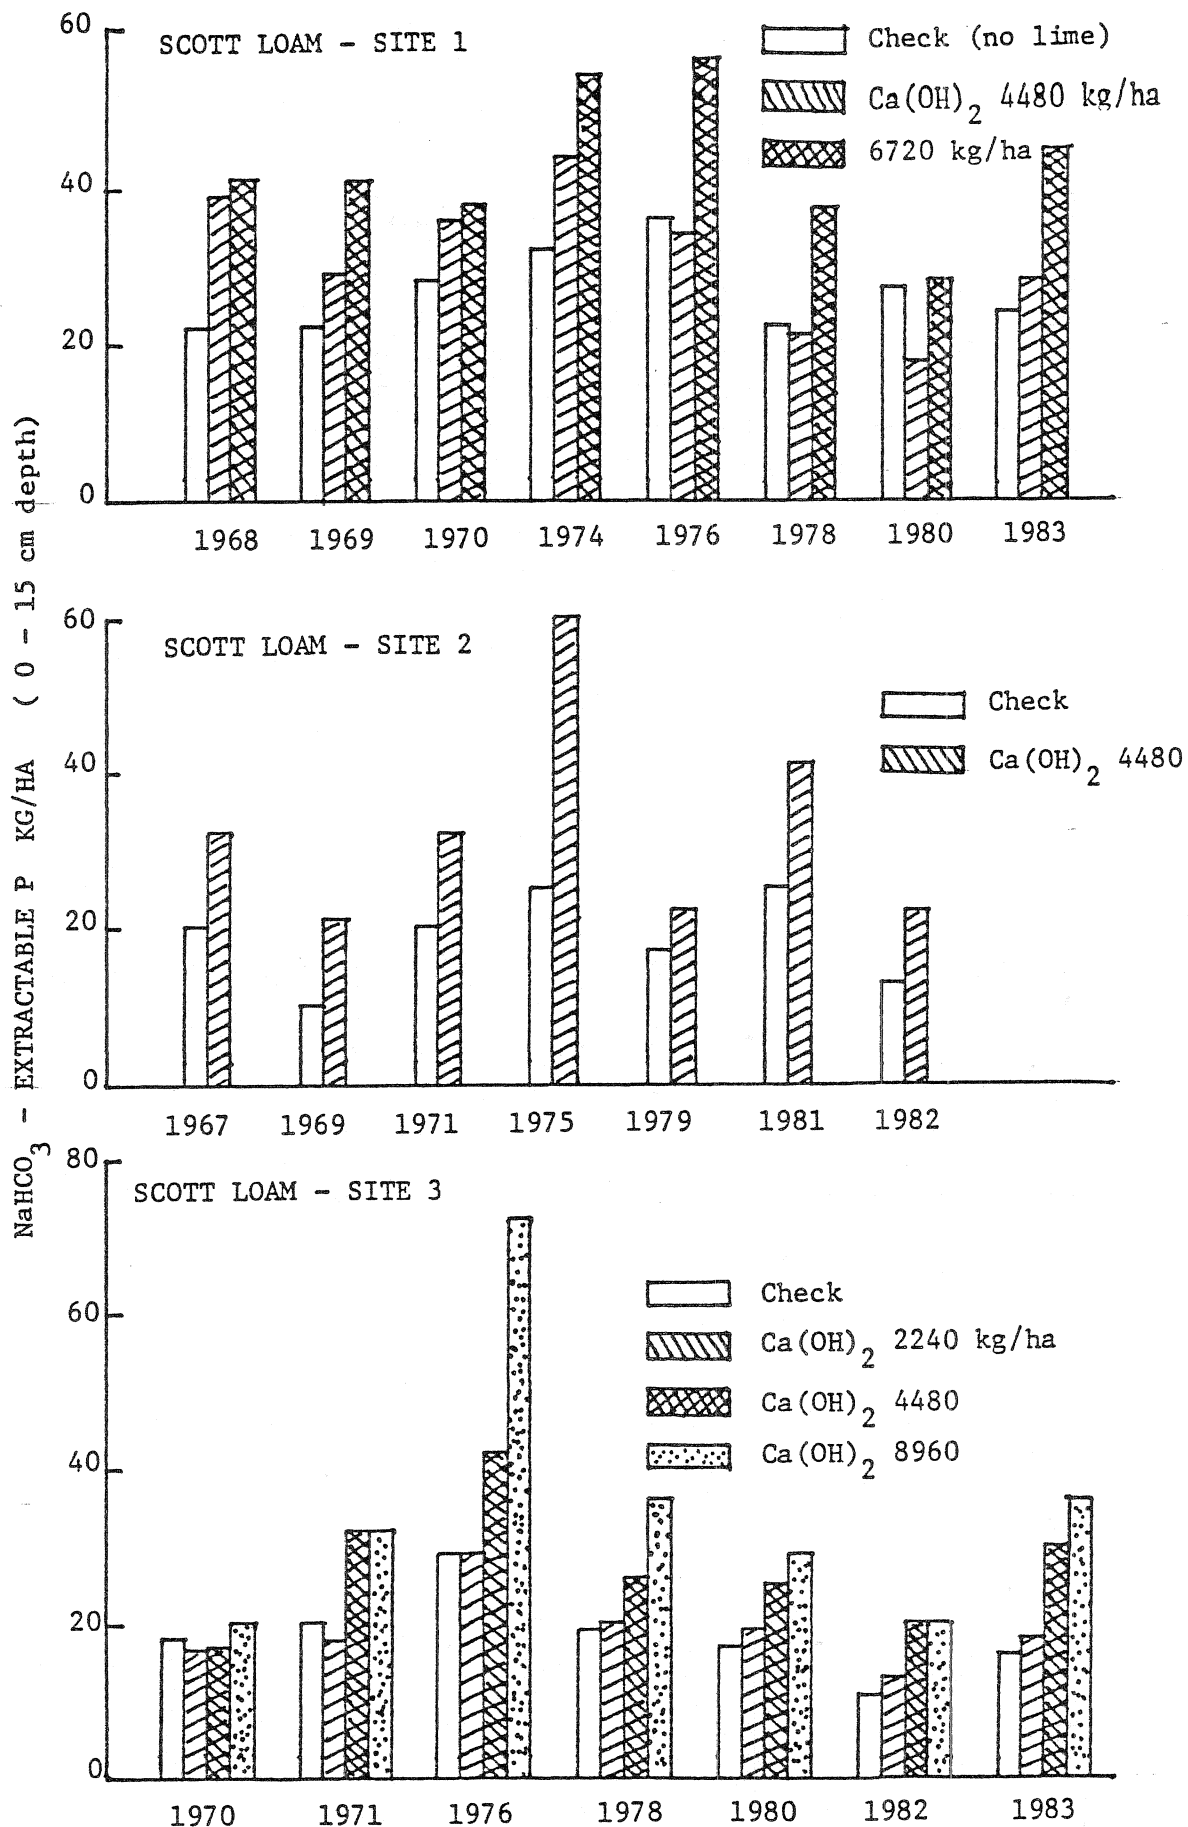 NaHCO3 - EXTRACTABLE P KG/HA ( 0 - 15 cm depth)
SCOTT LOAM - SITE 1
Check (no lime)
Ca(OH)2 4480 kg/ha
6720 kg/ha
60
40
20
0
1968 1969 1970 1974 1976 1978 1980 1983
SCOTT LOAM - SITE 2
Check
Ca(OH)2 4480
60
40
20
0
1967 1969 1971 1975 1979 1981 1982
SCOTT LOAM - SITE 3
Check
Ca(OH)2 2240 kg/ha
Ca(OH)2 4480
Ca(OH)2 8960
80
60
40
20
0
1970 1971 1976 1978 1980 1982 1983